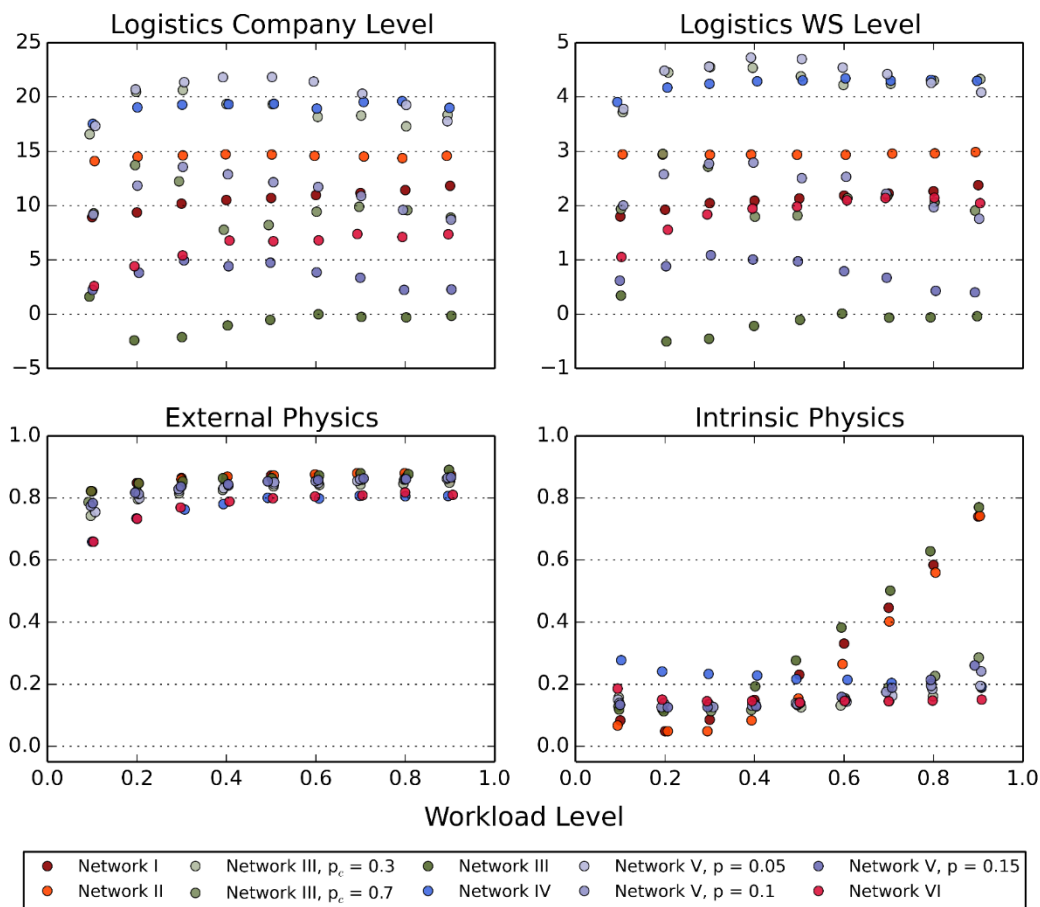 Logistics Company Level Logistics WS Level
25 5
20 4
15 3
10 2
5 1
0 0
−5 −1
External Physics Intrinsic Physics
1.0 1.0
0.8 0.8
0.6 0.6
0.4 0.4
0.2 0.2
0.0 0.0
0.0 0.2 0.4 0.6 0.8 1.0 0.0 0.2 0.4 0.6 0.8 1.0
Workload Level
Network I Network III, p_c = 0.3 Network III Network V, p = 0.05 Network V, p = 0.15
Network II Network III, p_c = 0.7 Network IV Network V, p = 0.1 Network VI